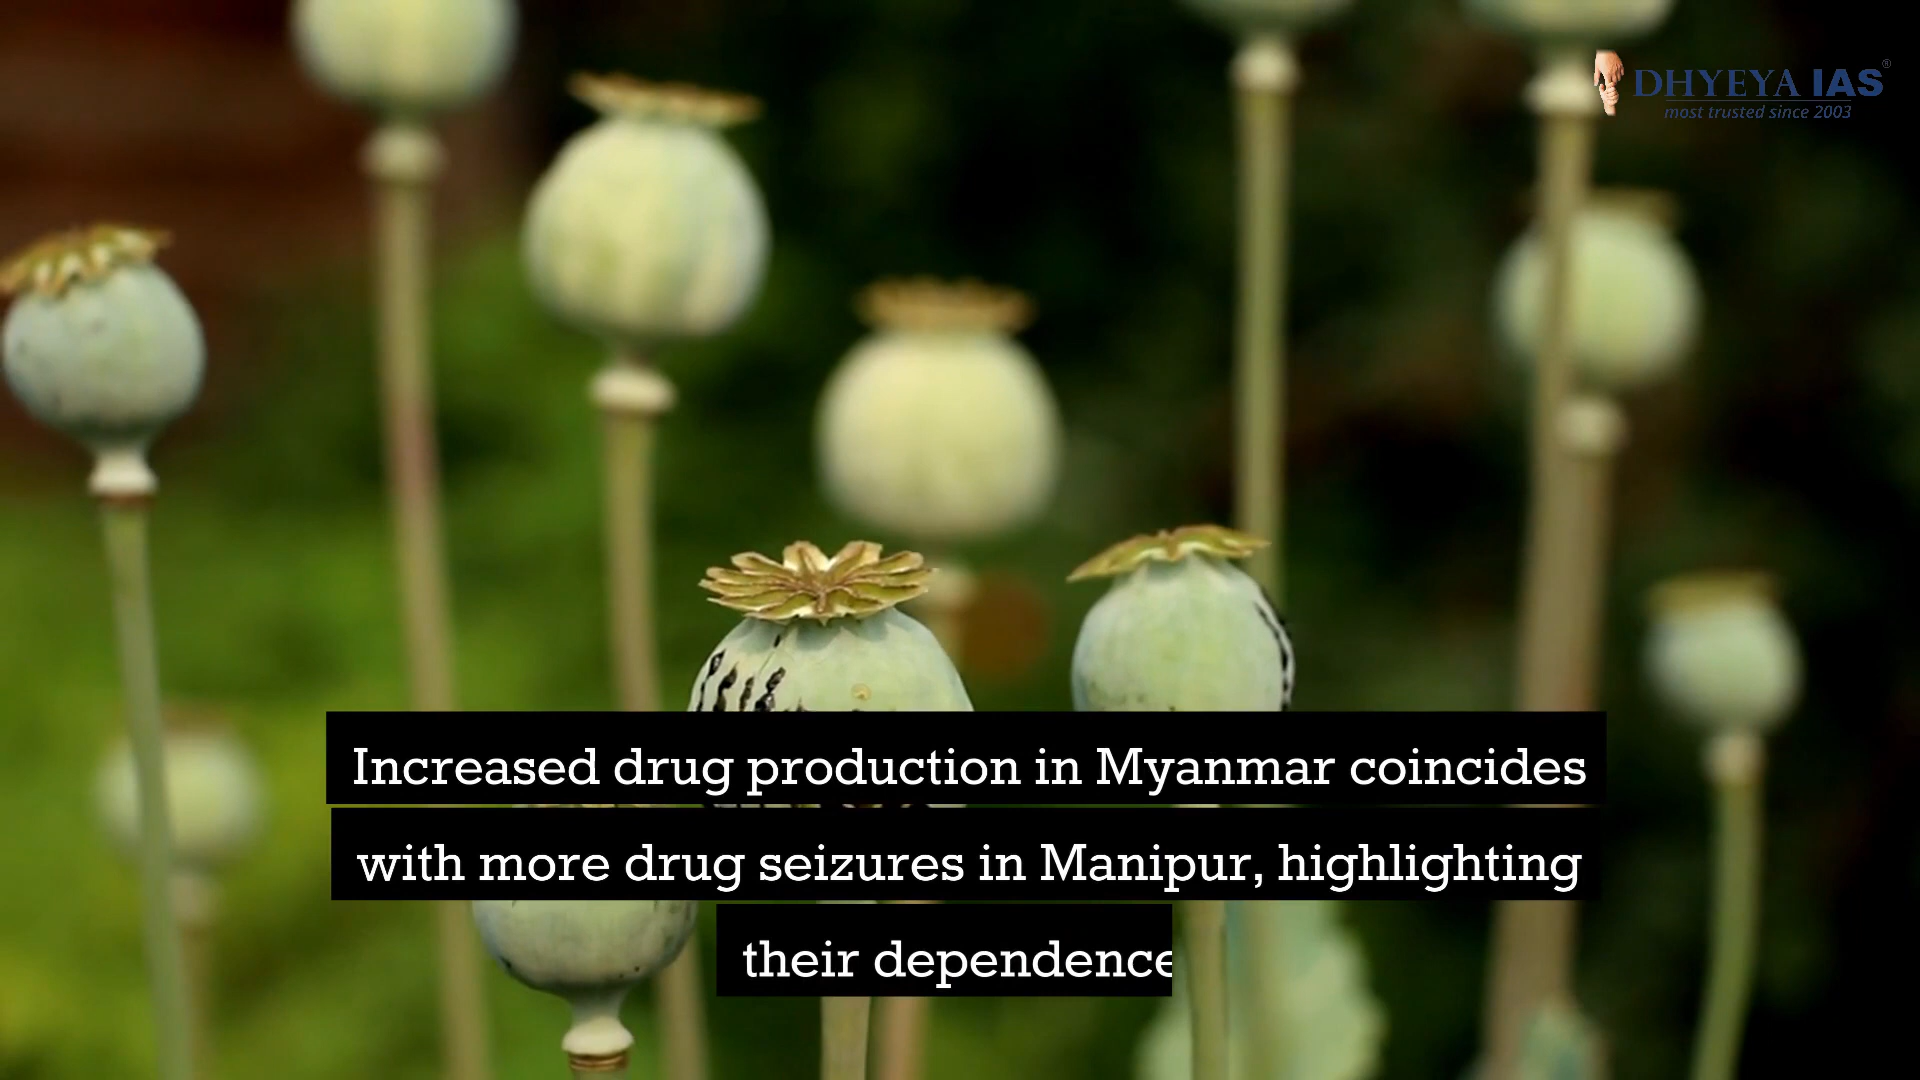 DHYEYA IAS®
most trusted since 2003
Increased drug production in Myanmar coincides
with more drug seizures in Manipur, highlighting
their dependence